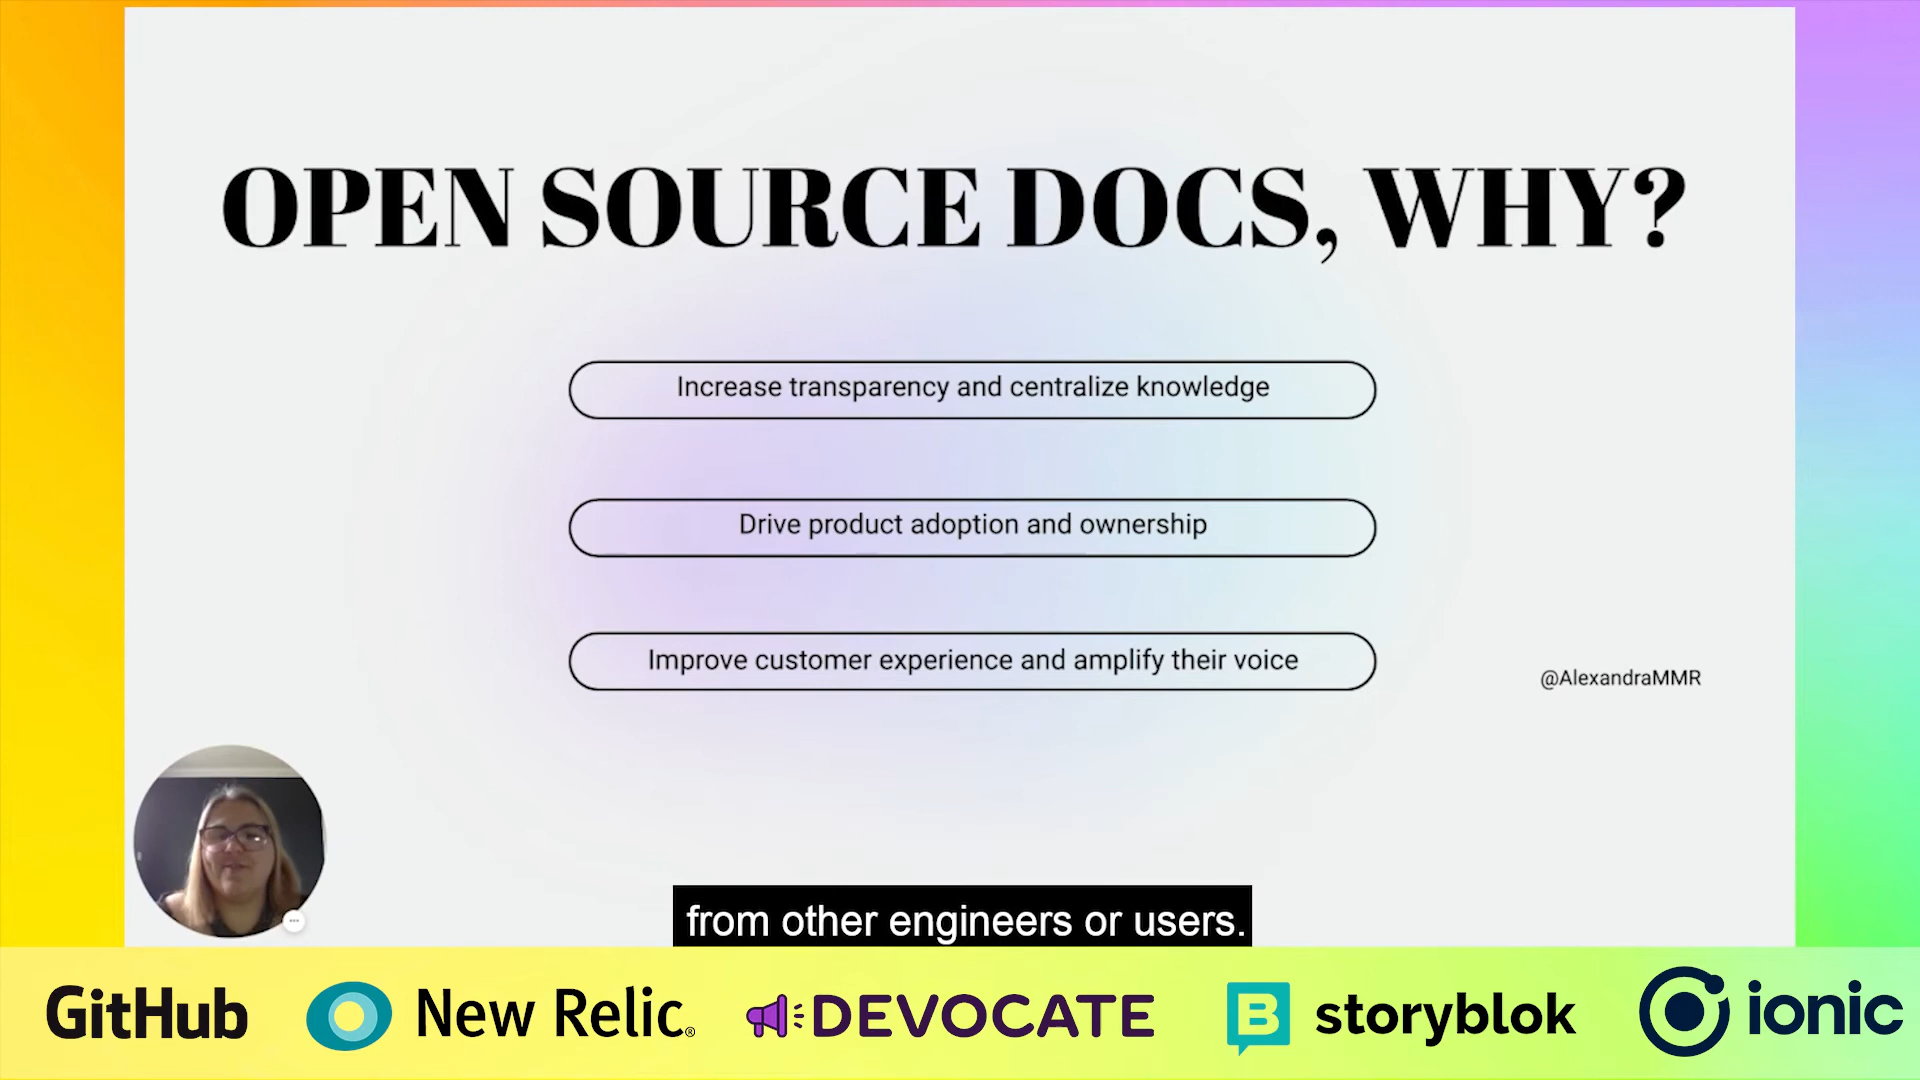 OPEN SOURCE DOCS, WHY?
Increase transparency and centralize knowledge
Drive product adoption and ownership
Improve customer experience and amplify their voice
@AlexandraMMR
from other engineers or users.
GitHub New Relic® DEVOCATE B storyblok ionic